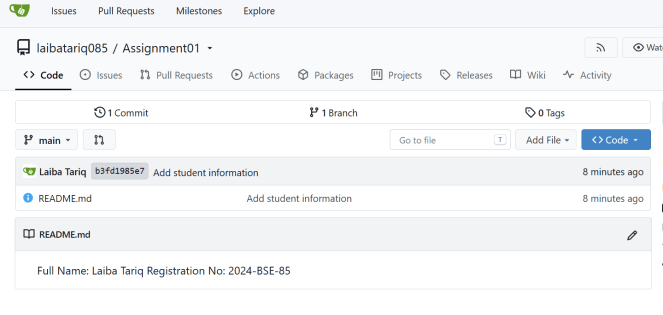 Issues Pull Requests Milestones Explore
laibatariq085 / Assignment01
Code Issues Pull Requests Actions Packages Projects Releases Wiki Activity
1 Commit 1 Branch 0 Tags
main Go to file T Add File Code
Laiba Tariq b3fd1985e7 Add student information 8 minutes ago
README.md Add student information 8 minutes ago
README.md
Full Name: Laiba Tariq Registration No: 2024-BSE-85